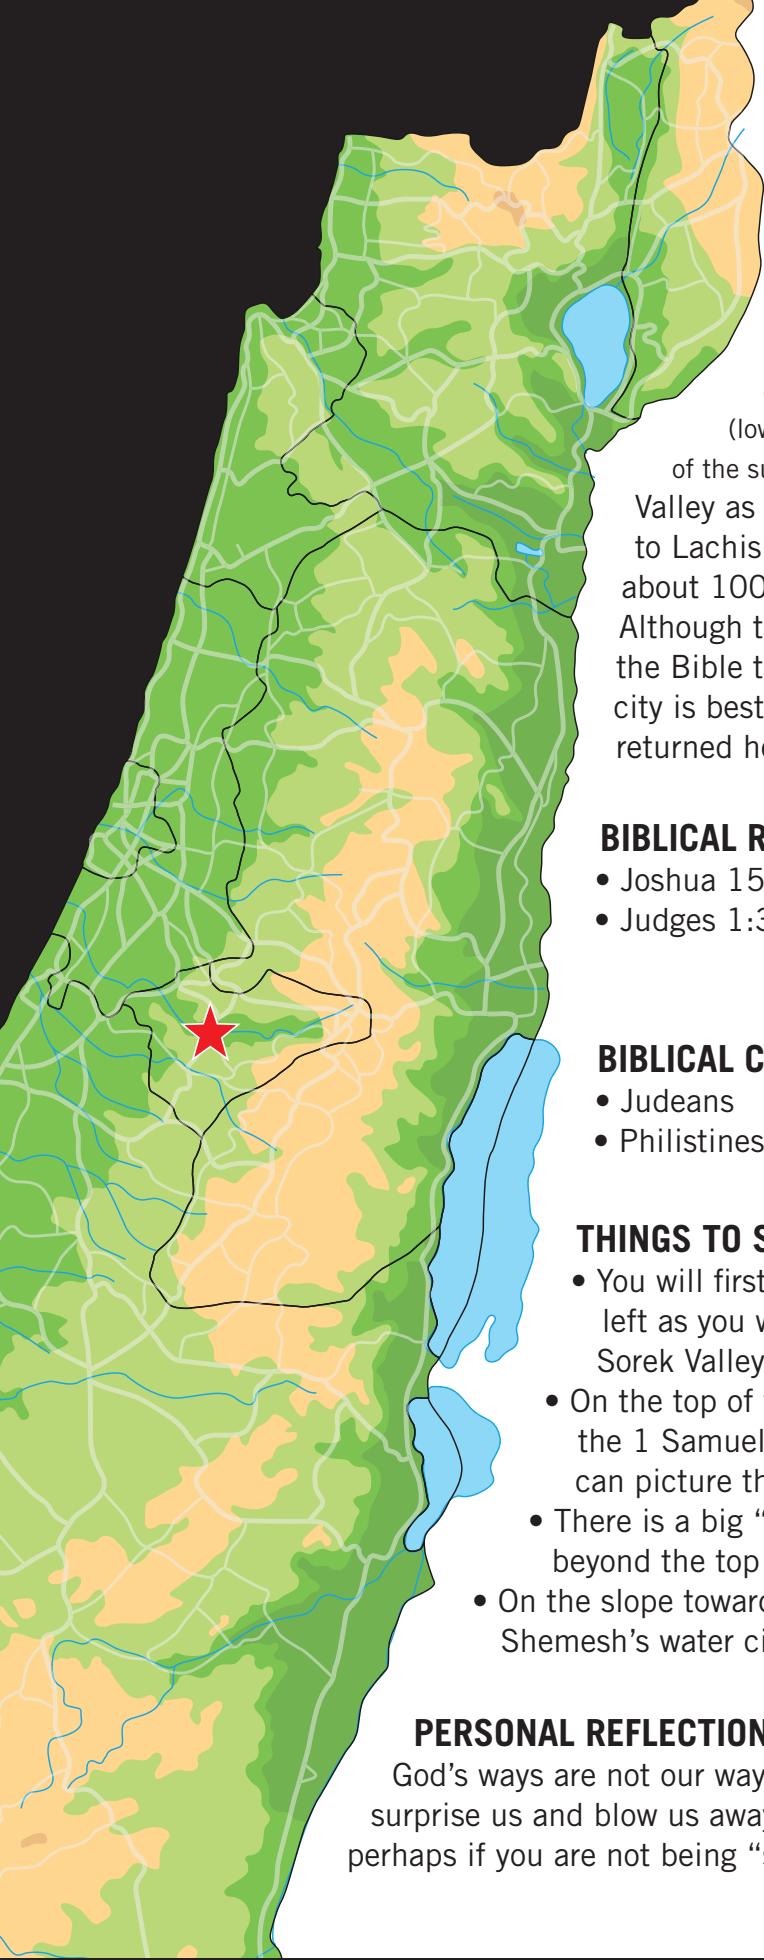 (low
of the su
Valley as
to Lachis
about 100
Although t
the Bible t
city is best
returned h
BIBLICAL R
• Joshua 15
• Judges 1:3
BIBLICAL C
• Judeans
• Philistines
THINGS TO S
• You will first
left as you w
Sorek Valley
• On the top of
the 1 Samuel
can picture th
• There is a big “
beyond the top
• On the slope toward
Shemesh’s water ci
PERSONAL REFLECTION
God’s ways are not our way
surprise us and blow us away
perhaps if you are not being “s